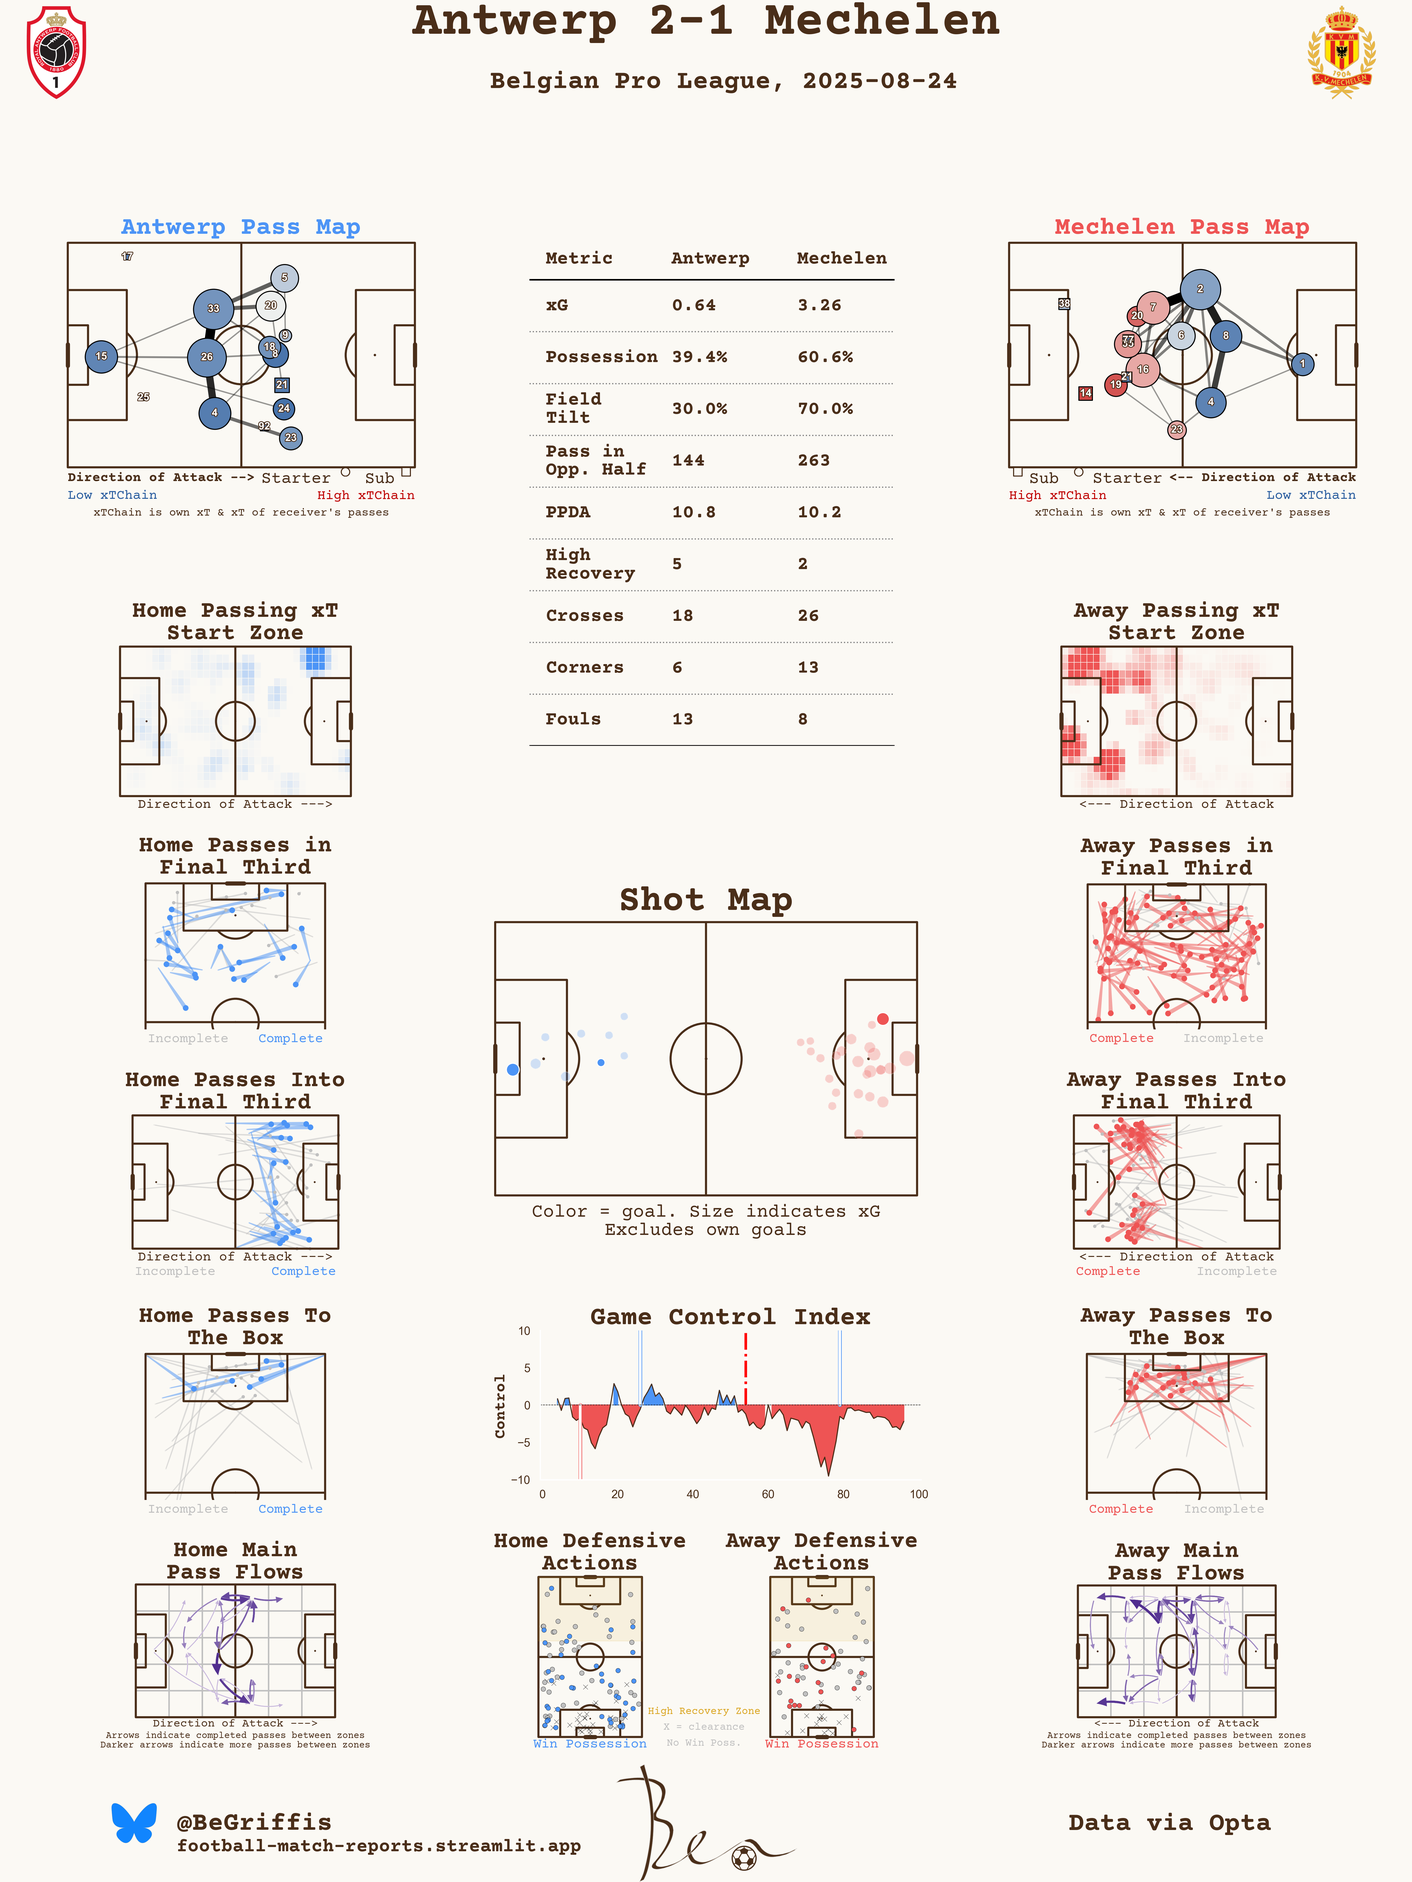 Antwerp 2-1 Mechelen
Belgian Pro League, 2025-08-24
ANTWERP FOOTBALL
1880
1
K V M
1904
K.V. MECHELEN
Antwerp Pass Map
17
5
33
20
9
15
26
18
8
21
25
24
4
92
23
Direction of Attack --> Starter Sub
Low xTChain High xTChain
xTChain is own xT & xT of receiver's passes
Metric Antwerp Mechelen
xG 0.64 3.26
Possession 39.4% 60.6%
Field Tilt 30.0% 70.0%
Pass in Opp. Half 144 263
PPDA 10.8 10.2
High Recovery 5 2
Crosses 18 26
Corners 6 13
Fouls 13 8
Mechelen Pass Map
38
2
7
20
6
8
77
33
1
16
21
19
14
4
23
Sub Starter <-- Direction of Attack
High xTChain Low xTChain
xTChain is own xT & xT of receiver's passes
Home Passing xT
Start Zone
Direction of Attack --->
Away Passing xT
Start Zone
<--- Direction of Attack
Home Passes in
Final Third
Incomplete Complete
Away Passes in
Final Third
Complete Incomplete
Shot Map
Color = goal. Size indicates xG
Excludes own goals
Home Passes Into
Final Third
Direction of Attack --->
Incomplete Complete
Away Passes Into
Final Third
<--- Direction of Attack
Complete Incomplete
Home Passes To
The Box
Incomplete Complete
Game Control Index
Control
10
5
0
−5
−10
0 20 40 60 80 100
Away Passes To
The Box
Complete Incomplete
Home Main
Pass Flows
Direction of Attack --->
Arrows indicate completed passes between zones
Darker arrows indicate more passes between zones
Home Defensive
Actions
Win Possession
Away Defensive
Actions
Win Possession
High Recovery Zone
X = clearance
No Win Poss.
Away Main
Pass Flows
<--- Direction of Attack
Arrows indicate completed passes between zones
Darker arrows indicate more passes between zones
@BeGriffis
football-match-reports.streamlit.app
Ben
Data via Opta